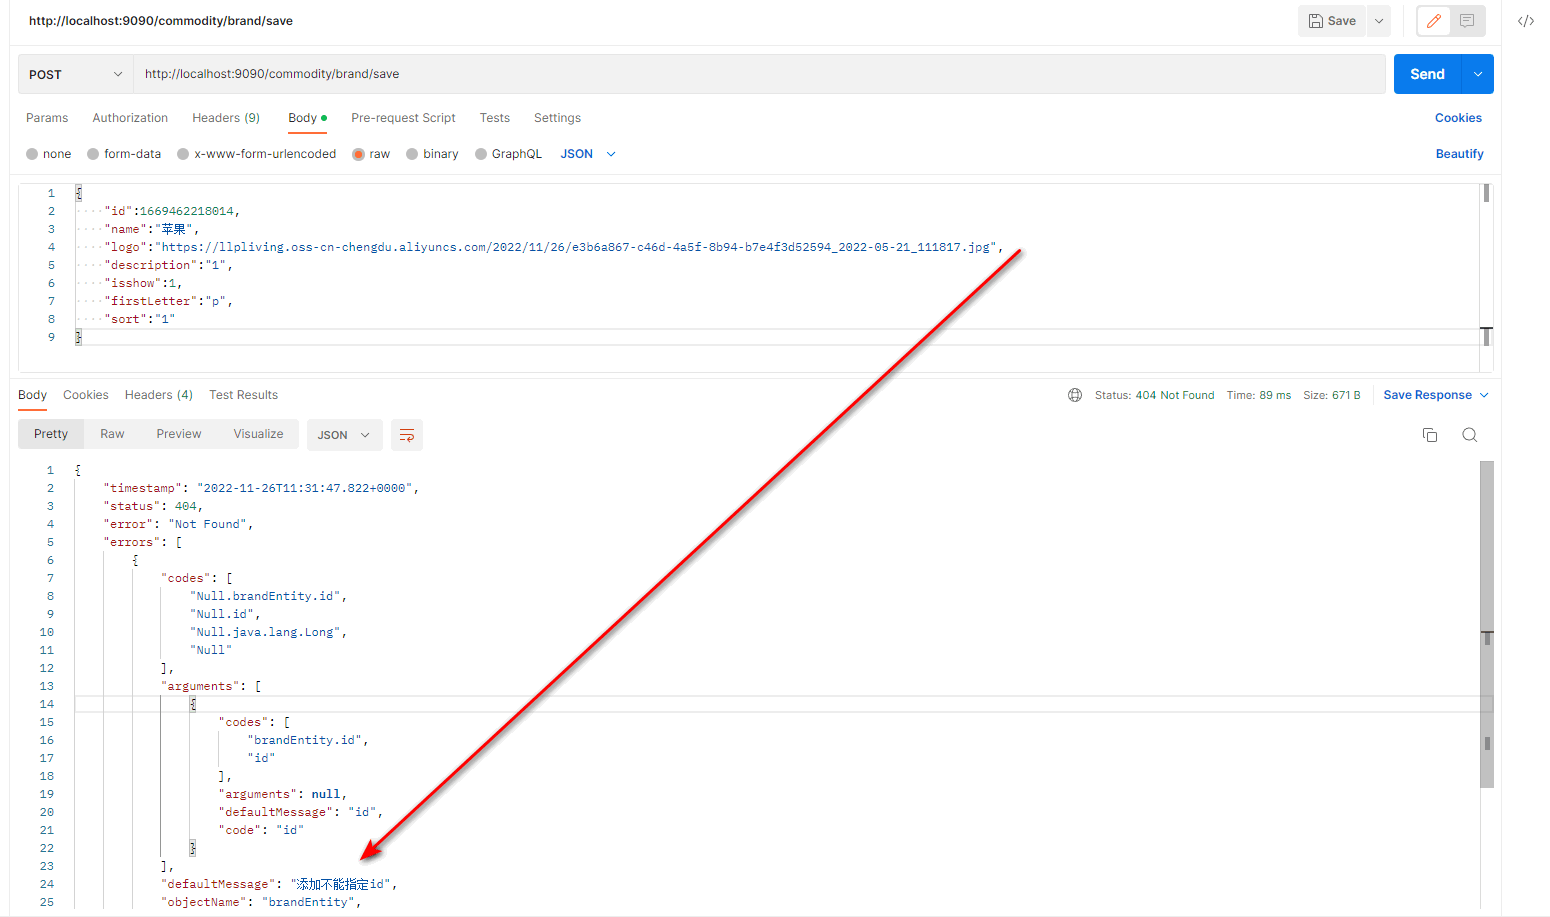 http://localhost:9090/commodity/brand/save
Save
POST
http://localhost:9090/commodity/brand/save
Send
Params Authorization Headers (9) Body Pre-request Script Tests Settings Cookies
none form-data x-www-form-urlencoded raw binary GraphQL JSON Beautify
1 {
2 ····"id":1669462218014,
3 ····"name":"苹果",
4 ····"logo":"https://llpliving.oss-cn-chengdu.aliyuncs.com/2022/11/26/e3b6a867-c46d-4a5f-8b94-b7e4f3d52594_2022-05-21_111817.jpg",
5 ····"description":"1",
6 ····"isshow":1,
7 ····"firstLetter":"p",
8 ····"sort":"1"
9 }
Body Cookies Headers (4) Test Results Status: 404 Not Found Time: 89 ms Size: 671 B Save Response
Pretty Raw Preview Visualize JSON
1 {
2 "timestamp": "2022-11-26T11:31:47.822+0000",
3 "status": 404,
4 "error": "Not Found",
5 "errors": [
6 {
7 "codes": [
8 "Null.brandEntity.id",
9 "Null.id",
10 "Null.java.lang.Long",
11 "Null"
12 ],
13 "arguments": [
14 {
15 "codes": [
16 "brandEntity.id",
17 "id"
18 ],
19 "arguments": null,
20 "defaultMessage": "id",
21 "code": "id"
22 }
23 ],
24 "defaultMessage": "添加不能指定id",
25 "objectName": "brandEntity",